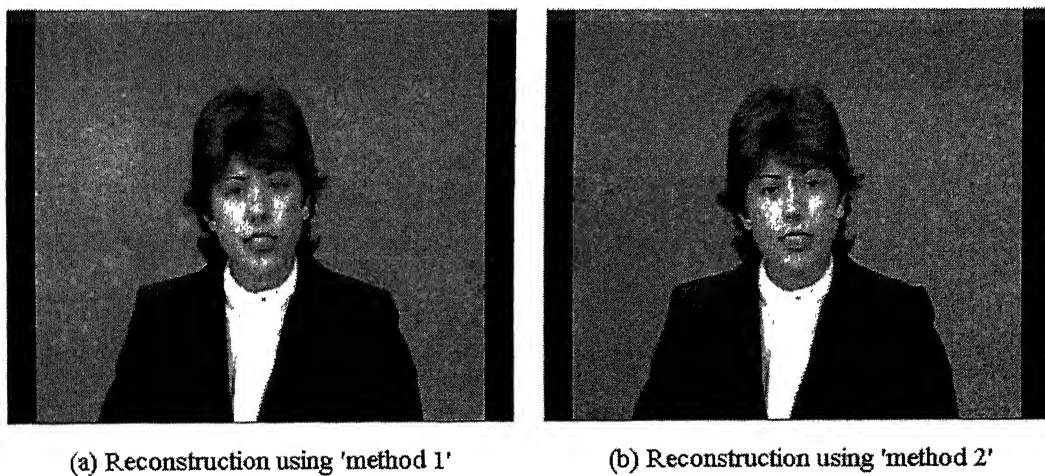 (a) Reconstruction using 'method 1'
(b) Reconstruction using 'method 2'